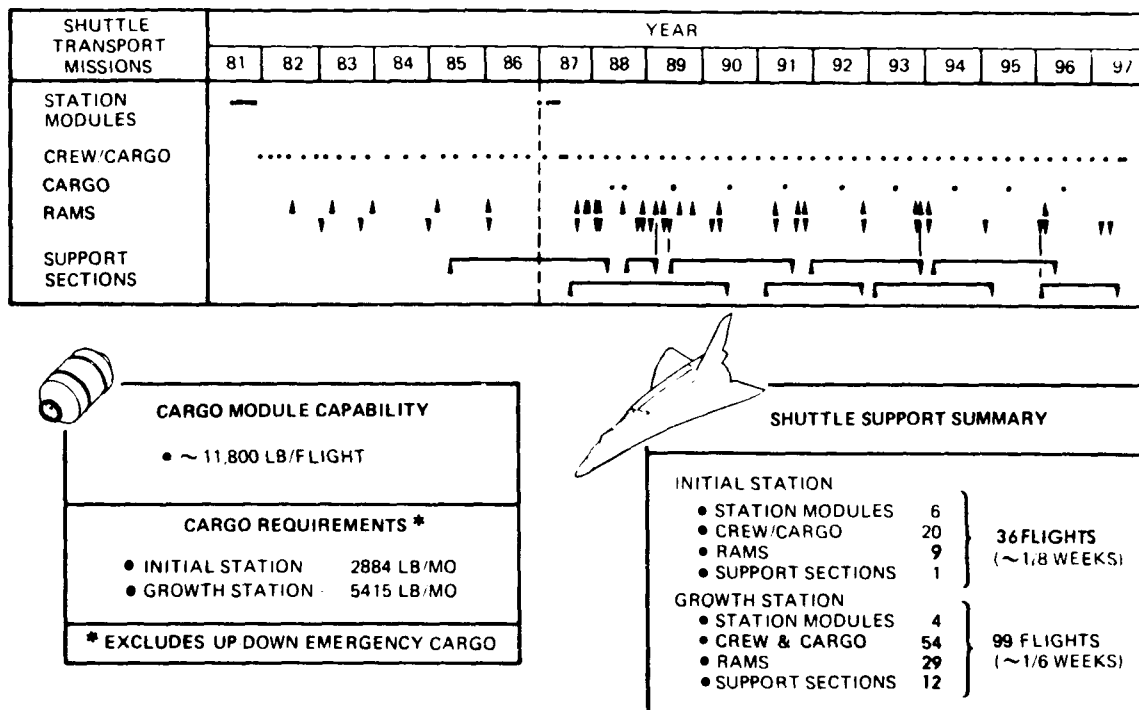 SHUTTLE
TRANSPORT
MISSIONS
YEAR
81 82 83 84 85 86 87 88 89 90 91 92 93 94 95 96 97
STATION
MODULES
CREW/CARGO
CARGO
RAMS
SUPPORT
SECTIONS
CARGO MODULE CAPABILITY
• ~ 11,800 LB/FLIGHT
CARGO REQUIREMENTS *
• INITIAL STATION 2884 LB/MO
• GROWTH STATION 5415 LB/MO
* EXCLUDES UP DOWN EMERGENCY CARGO
SHUTTLE SUPPORT SUMMARY
INITIAL STATION
• STATION MODULES 6
• CREW/CARGO 20
• RAMS 9
• SUPPORT SECTIONS 1
36 FLIGHTS
(~1/8 WEEKS)
GROWTH STATION
• STATION MODULES 4
• CREW & CARGO 54
• RAMS 29
• SUPPORT SECTIONS 12
99 FLIGHTS
(~1/6 WEEKS)